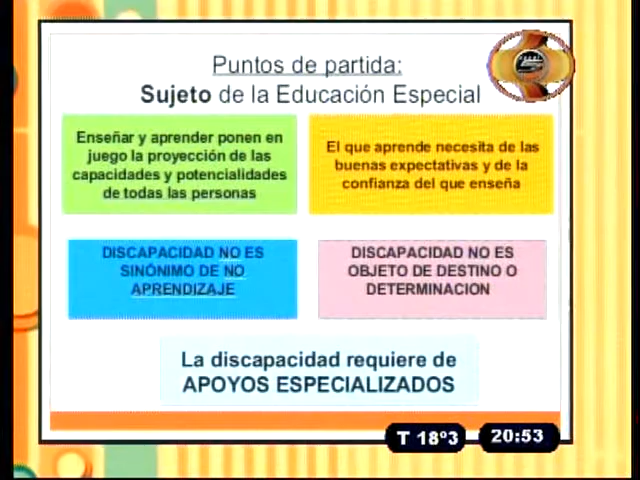 Puntos de partida:
Sujeto de la Educación Especial
Enseñar y aprender ponen en
juego la proyección de las
capacidades y potencialidades
de todas las personas
El que aprende necesita de las
buenas expectativas y de la
confianza del que enseña
DISCAPACIDAD NO ES
SINÓNIMO DE NO
APRENDIZAJE
DISCAPACIDAD NO ES
OBJETO DE DESTINO O
DETERMINACION
La discapacidad requiere de
APOYOS ESPECIALIZADOS
T 18º3
20:53